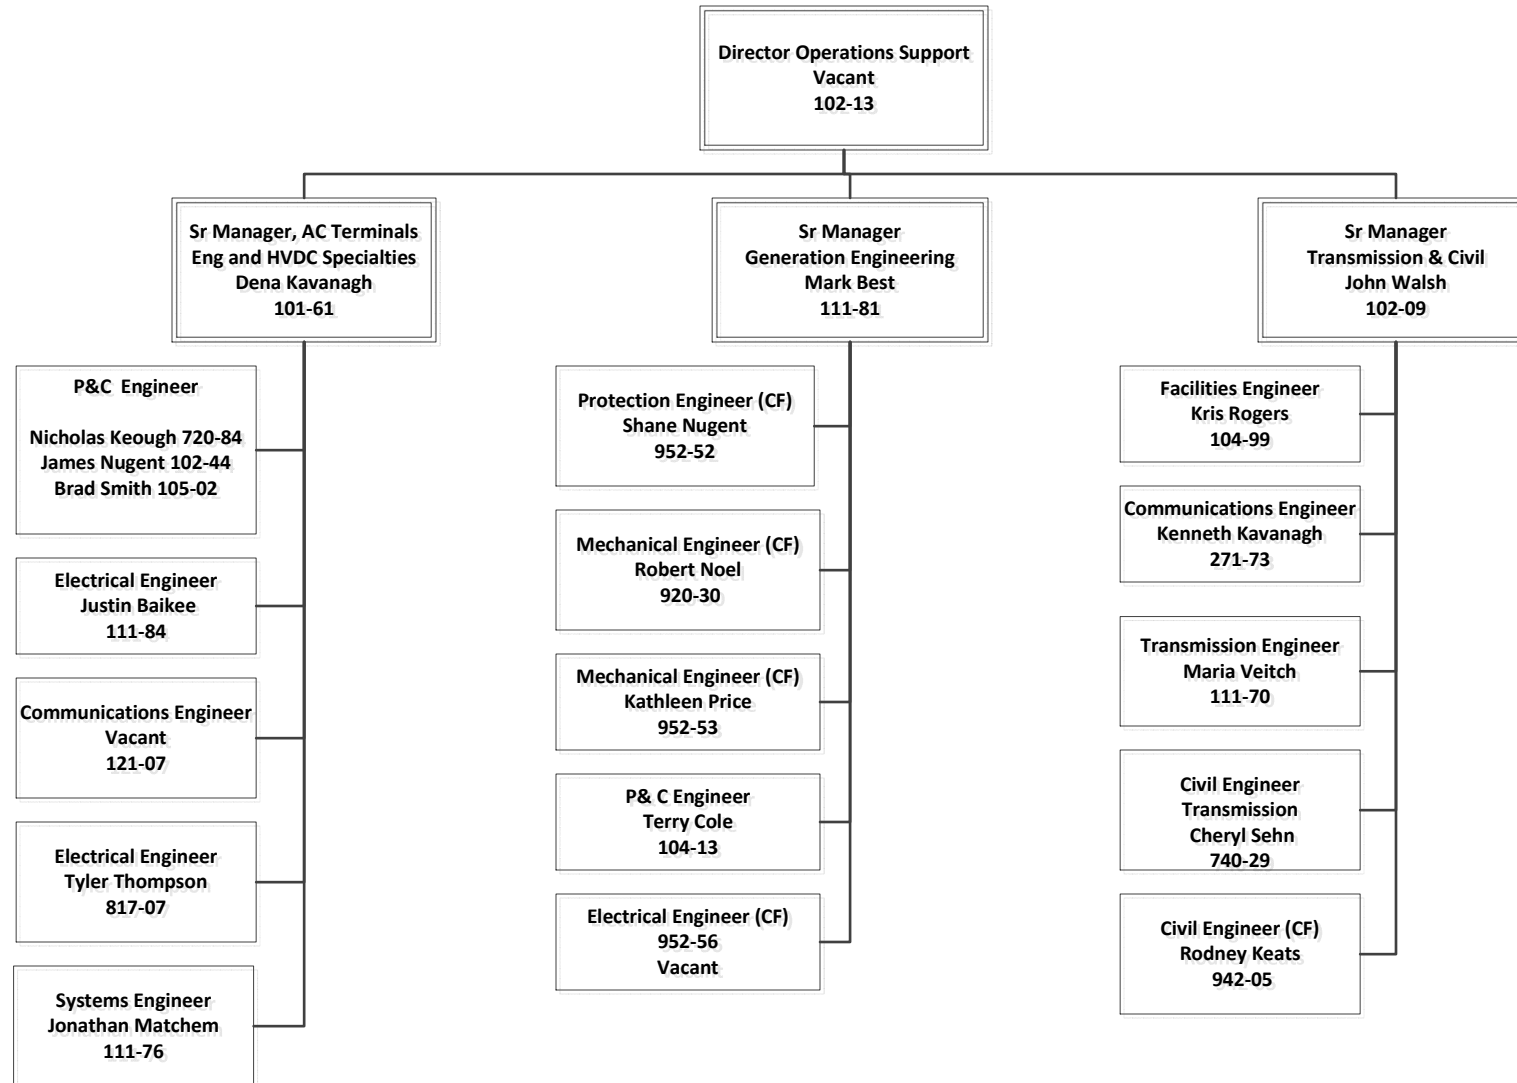 Director Operations Support
Vacant
102-13
Sr Manager, AC Terminals
Eng and HVDC Specialties
Dena Kavanagh
101-61
Sr Manager
Generation Engineering
Mark Best
111-81
Sr Manager
Transmission & Civil
John Walsh
102-09
P&C Engineer
Nicholas Keough 720-84
James Nugent 102-44
Brad Smith 105-02
Electrical Engineer
Justin Baikee
111-84
Communications Engineer
Vacant
121-07
Electrical Engineer
Tyler Thompson
817-07
Systems Engineer
Jonathan Matchem
111-76
Protection Engineer (CF)
Shane Nugent
952-52
Mechanical Engineer (CF)
Robert Noel
920-30
Mechanical Engineer (CF)
Kathleen Price
952-53
P& C Engineer
Terry Cole
104-13
Electrical Engineer (CF)
952-56
Vacant
Facilities Engineer
Kris Rogers
104-99
Communications Engineer
Kenneth Kavanagh
271-73
Transmission Engineer
Maria Veitch
111-70
Civil Engineer
Transmission
Cheryl Sehn
740-29
Civil Engineer (CF)
Rodney Keats
942-05